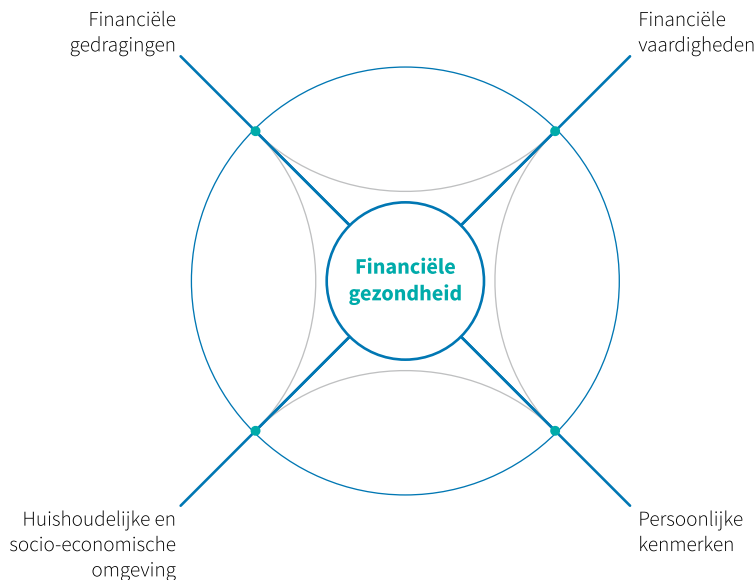 Financiële
gedragingen
Financiële
vaardigheden
Financiële
gezondheid
Huishoudelijke en
socio-economische
omgeving
Persoonlijke
kenmerken